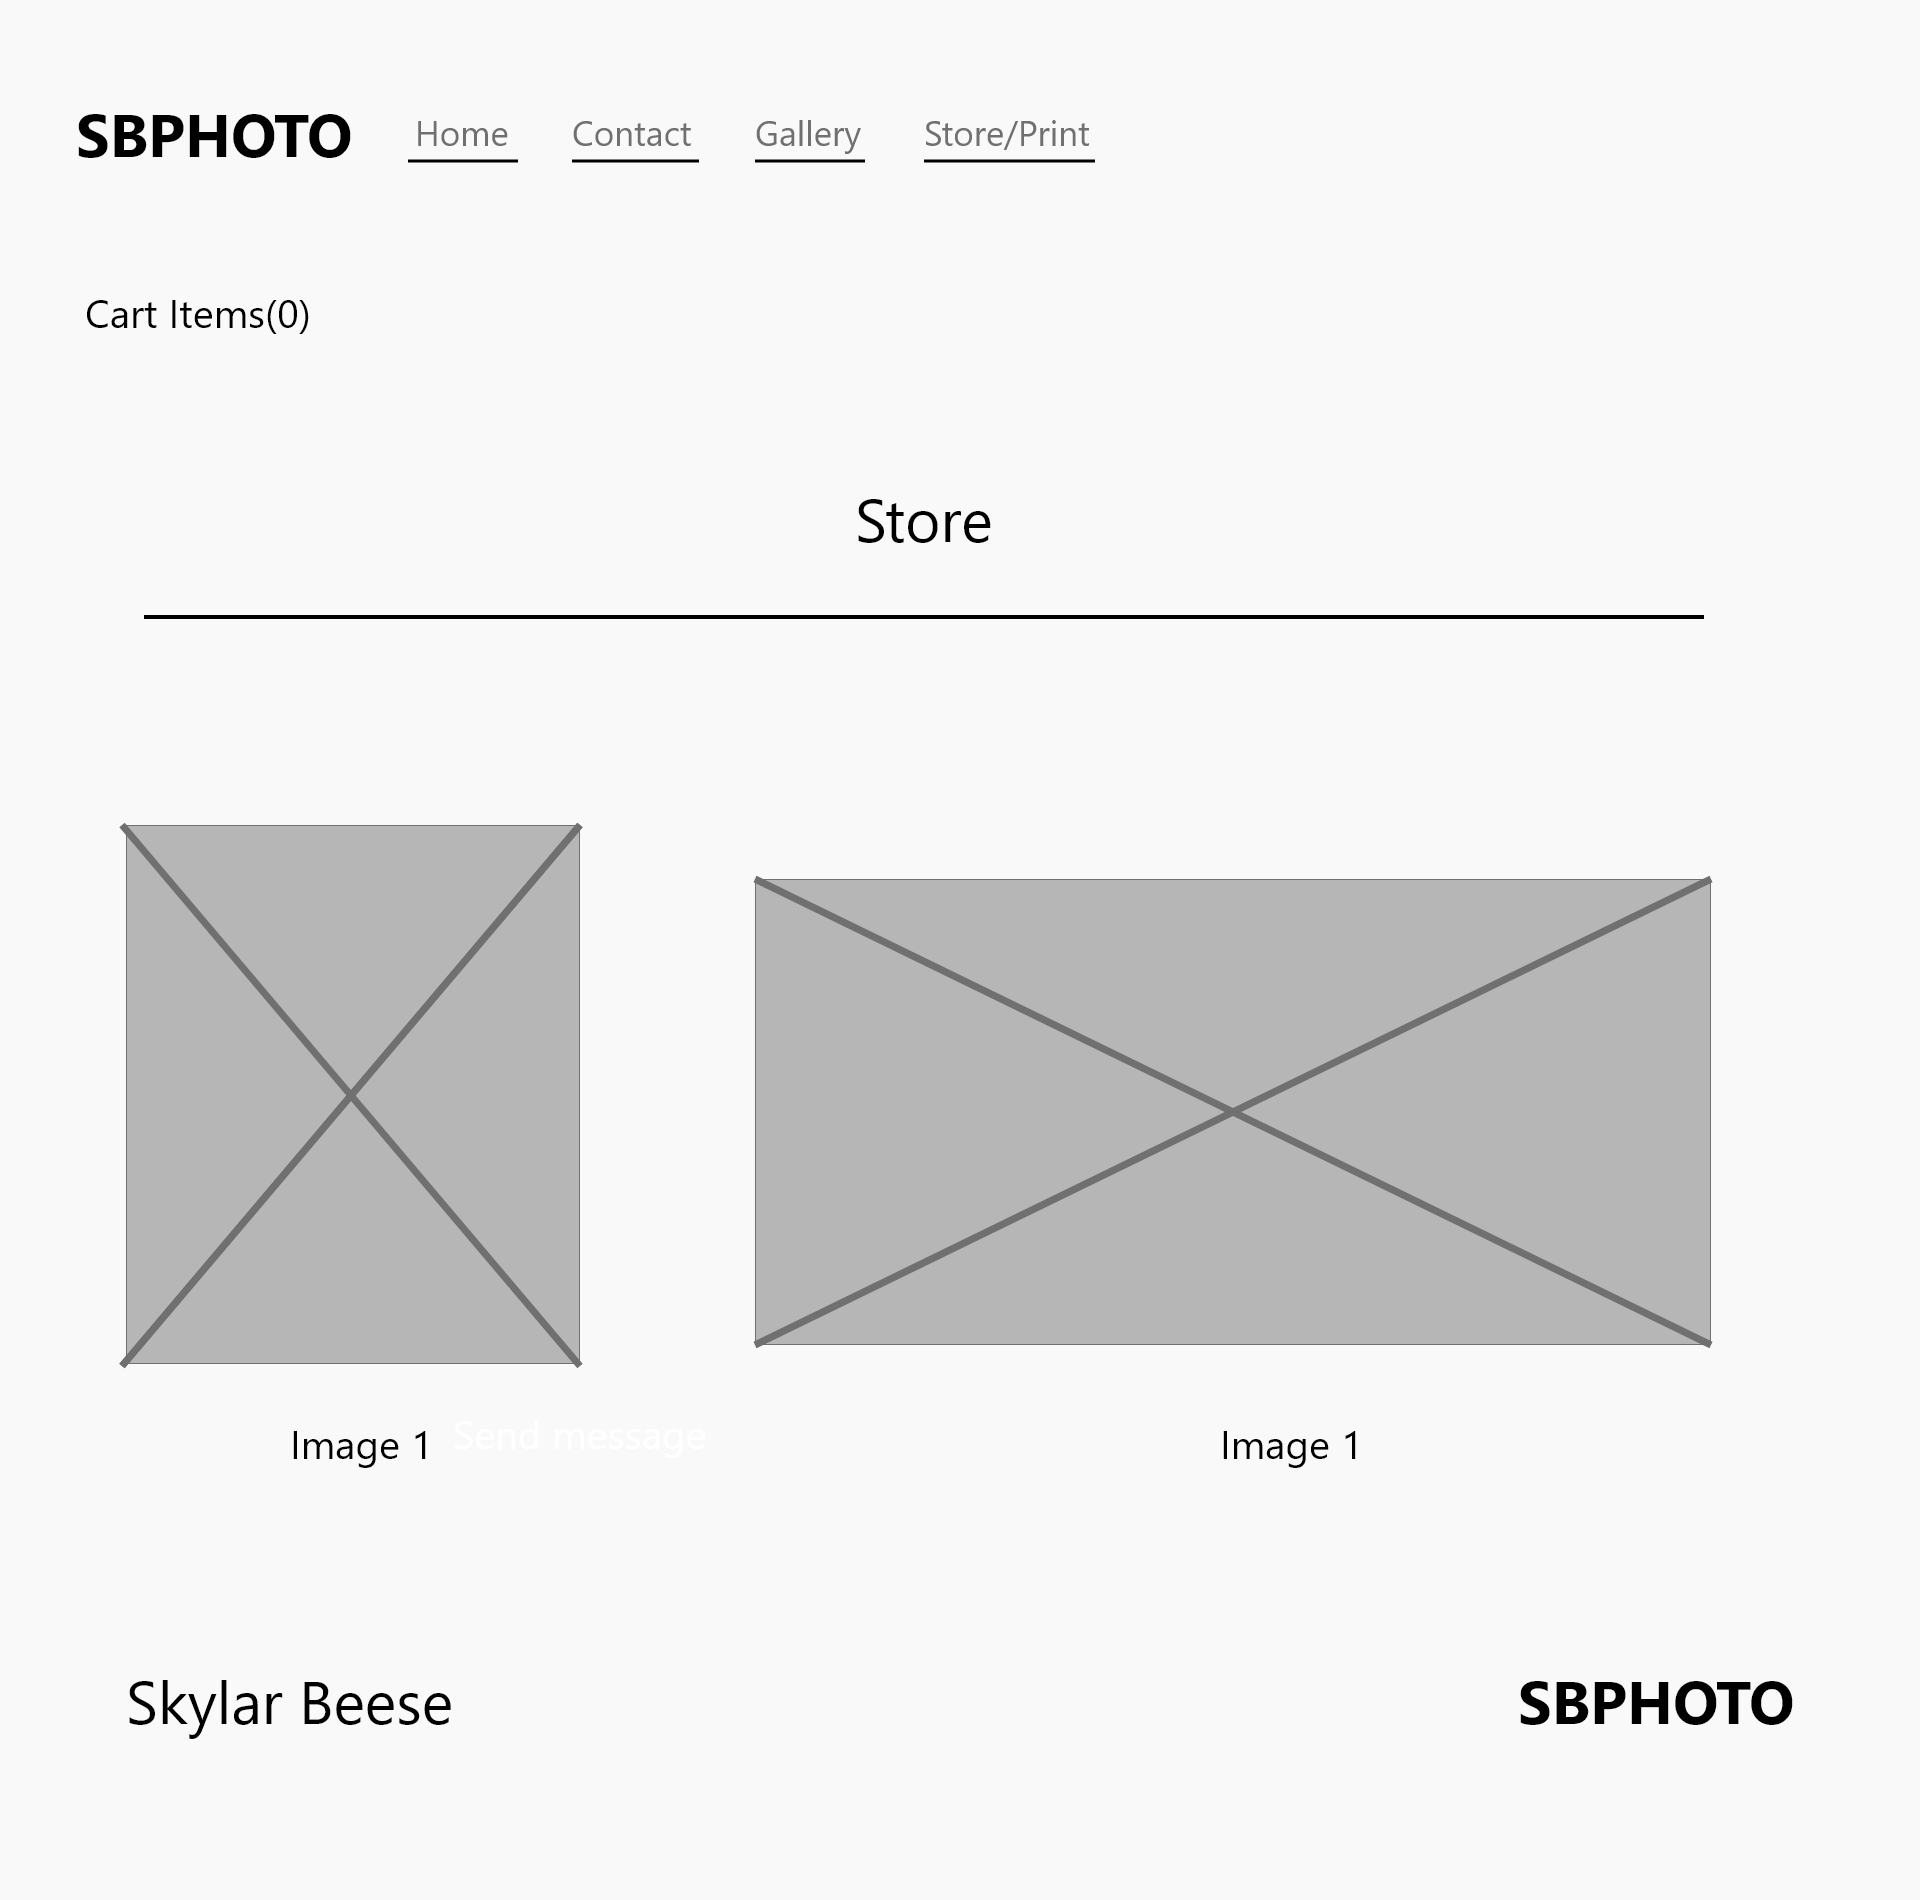 SBPHOTO Home Contact Gallery Store/Print
Cart Items(0)
Store
Image 1 Send message Image 1
Skylar Beese SBPHOTO